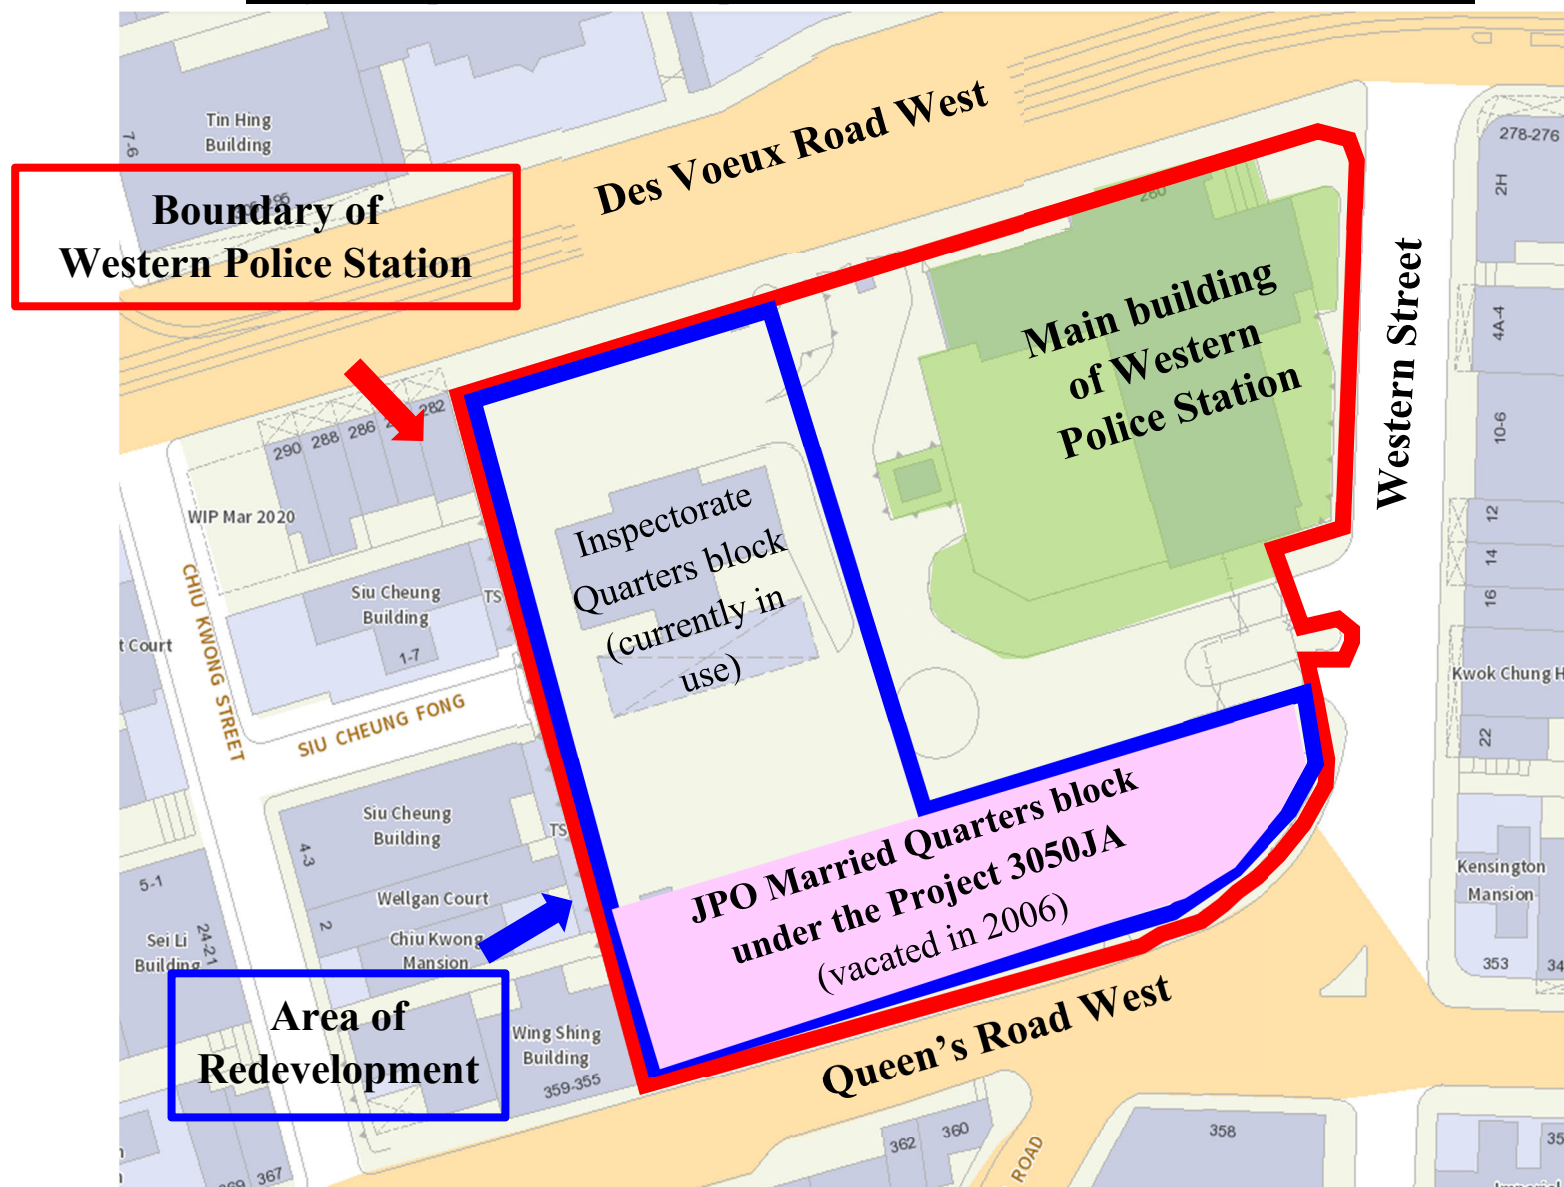 Tin Hing
Building
7-6
Boundary of
Western Police Station
Des Voeux Road West
280
278-276
2H
Main building
of Western
Police Station
Western Street
4A-4
10-6
12
14
16
Kwok Chung H
22
Kensington
Mansion
353
34
290
288
286
282
WIP Mar 2020
CHIU KWONG STREET
Siu Cheung
Building
1-7
TS
t Court
SIU CHEUNG FONG
Inspectorate
Quarters block
(currently in
use)
Siu Cheung
Building
4-3
TS
Wellgan Court
2
Chiu Kwong
Mansion
5-1
24-21
Sei Li
Building
JPO Married Quarters block
under the Project 3050JA
(vacated in 2006)
Area of
Redevelopment
Wing Shing
Building
359-355
Queen’s Road West
369
367
362
360
ROAD
358
35